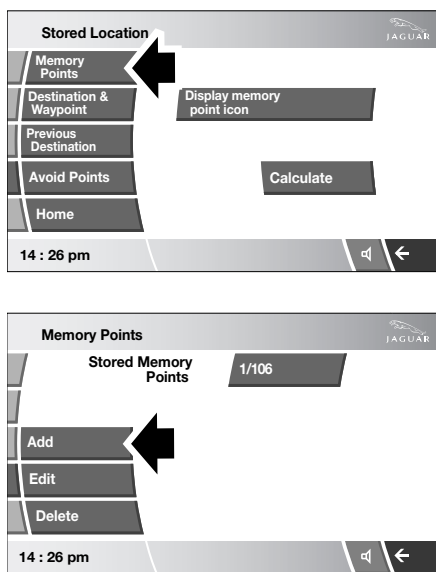 Stored Location
JAGUAR
Memory
Points
Destination &
Waypoint
Display memory
point icon
Previous
Destination
Avoid Points
Calculate
Home
14 : 26 pm
Memory Points
JAGUAR
Stored Memory
Points
1/106
Add
Edit
Delete
14 : 26 pm